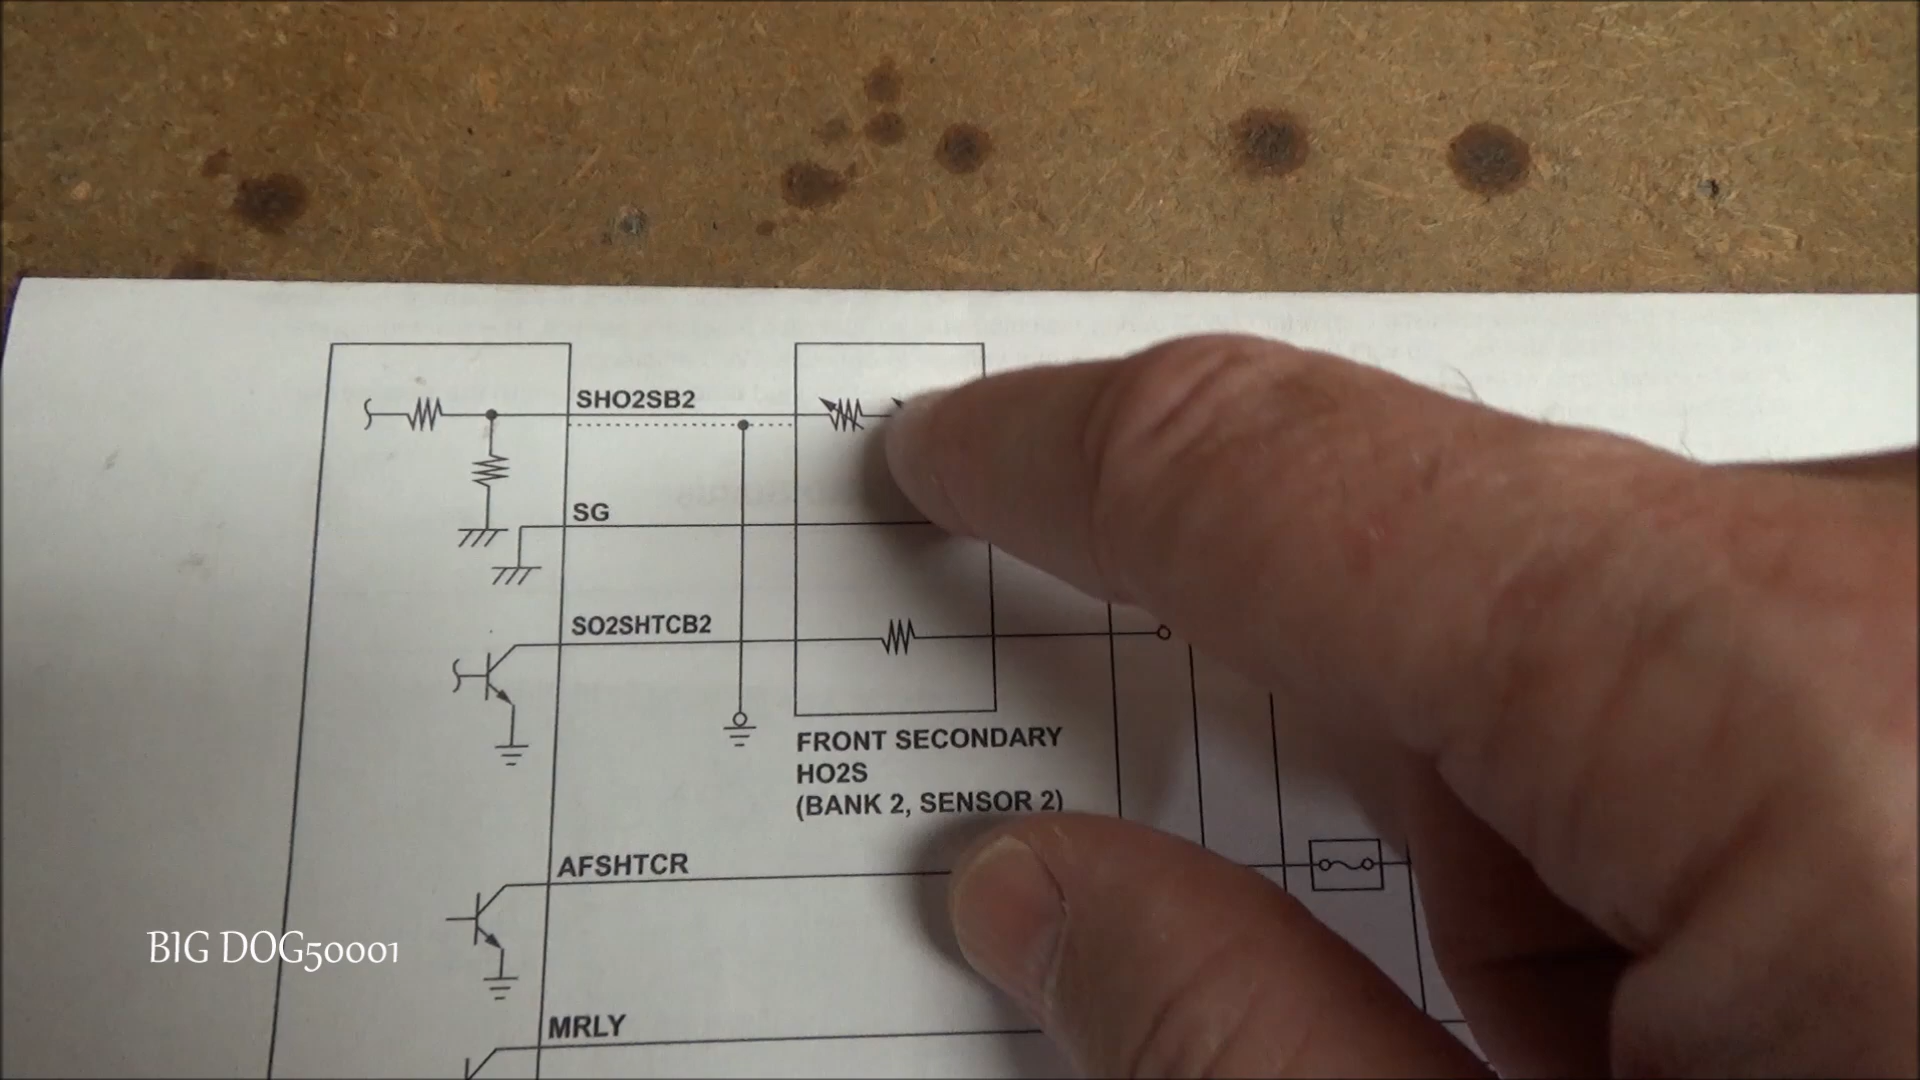 SHO2SB2
SG
SO2SHTCB2
FRONT SECONDARY
HO2S
(BANK 2, SENSOR 2)
AFSHTCR
BIG DOG50001
MRLY